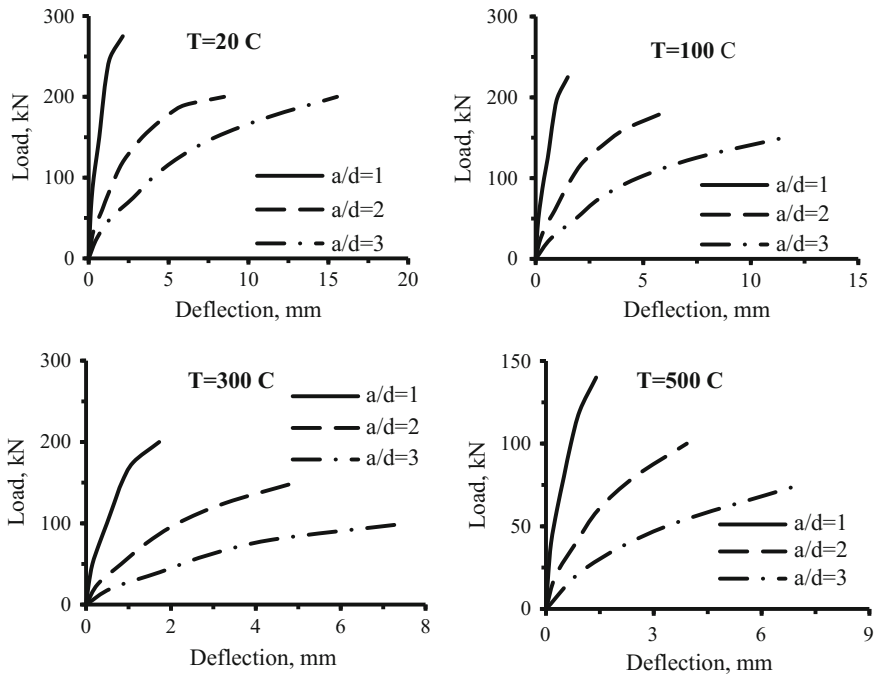 T=20 C
Load, kN
300
200
100
0
a/d=1
a/d=2
a/d=3
0 5 10 15 20
Deflection, mm
T=100 C
Load, kN
300
200
100
0
a/d=1
a/d=2
a/d=3
0 5 10 15
Deflection, mm
T=300 C
Load, kN
300
200
100
0
a/d=1
a/d=2
a/d=3
0 2 4 6 8
Deflection, mm
T=500 C
Load, kN
150
100
50
0
a/d=1
a/d=2
a/d=3
0 3 6 9
Deflection, mm